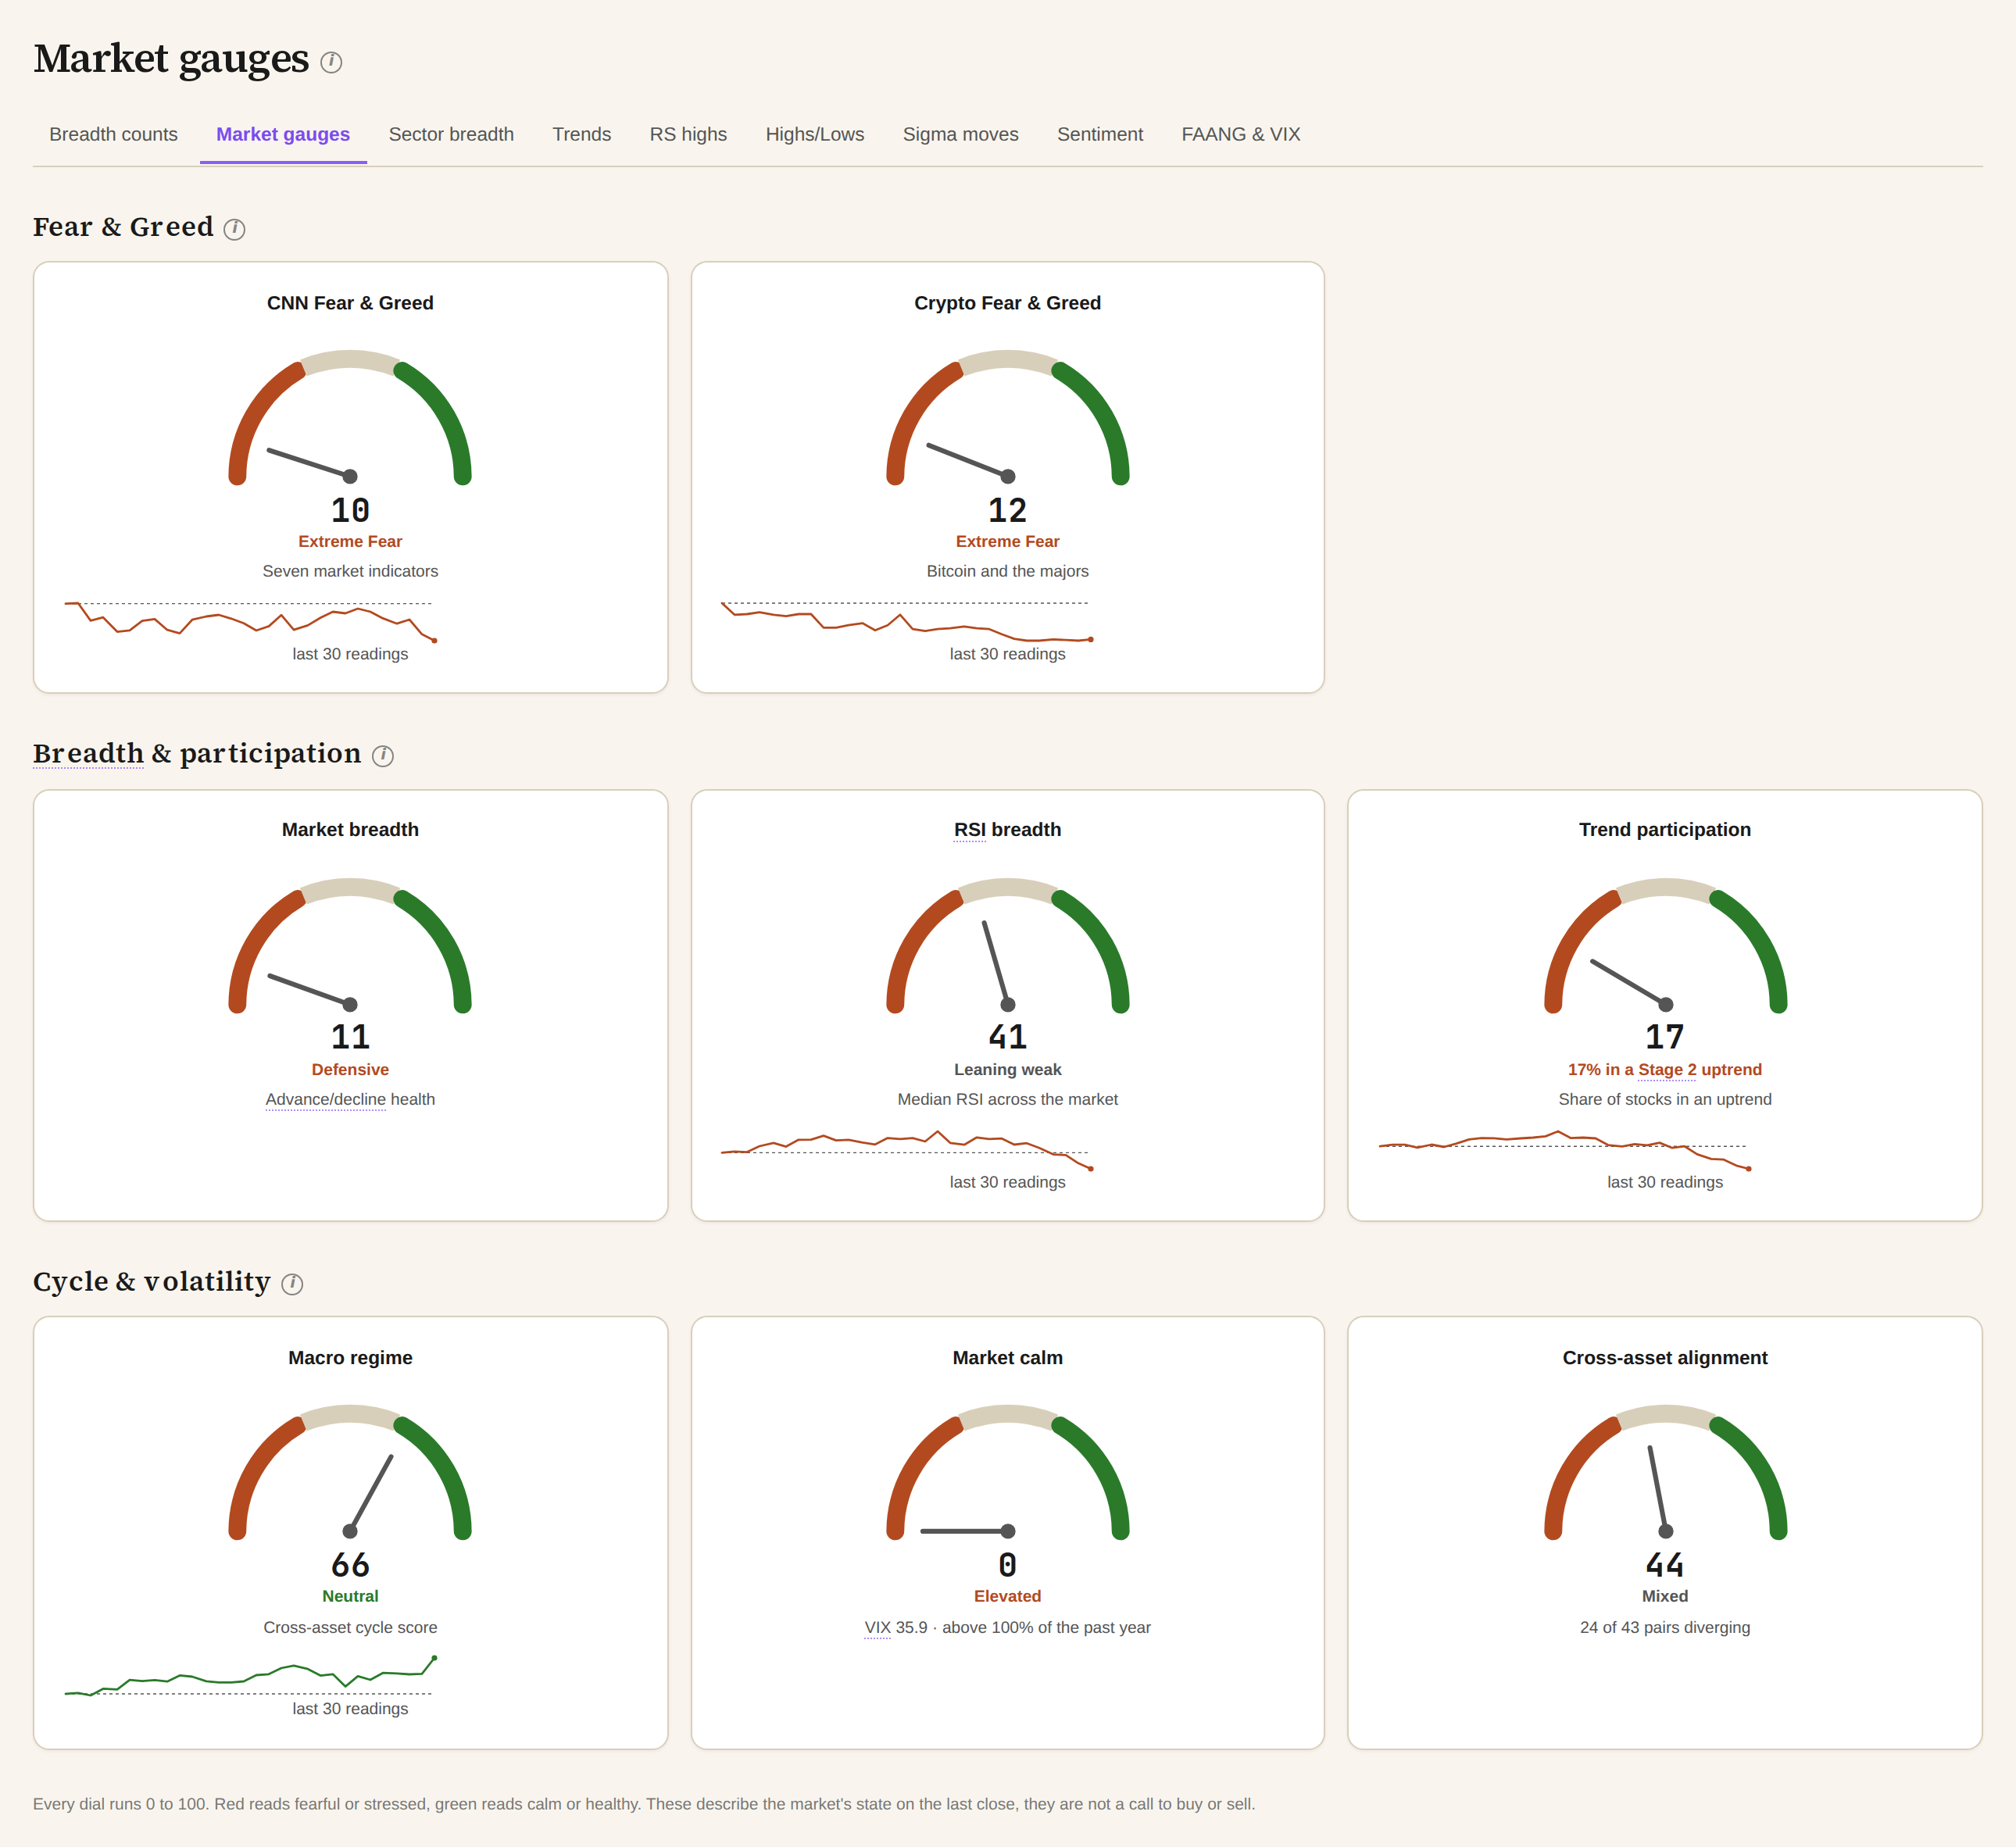 Market gauges i
Breadth counts Market gauges Sector breadth Trends RS highs Highs/Lows Sigma moves Sentiment FAANG & VIX
Fear & Greed i
CNN Fear & Greed
10
Extreme Fear
Seven market indicators
last 30 readings
Crypto Fear & Greed
12
Extreme Fear
Bitcoin and the majors
last 30 readings
Breadth & participation i
Market breadth
11
Defensive
Advance/decline health
RSI breadth
41
Leaning weak
Median RSI across the market
last 30 readings
Trend participation
17
17% in a Stage 2 uptrend
Share of stocks in an uptrend
last 30 readings
Cycle & volatility i
Macro regime
66
Neutral
Cross-asset cycle score
last 30 readings
Market calm
0
Elevated
VIX 35.9 · above 100% of the past year
Cross-asset alignment
44
Mixed
24 of 43 pairs diverging
Every dial runs 0 to 100. Red reads fearful or stressed, green reads calm or healthy. These describe the market's state on the last close, they are not a call to buy or sell.